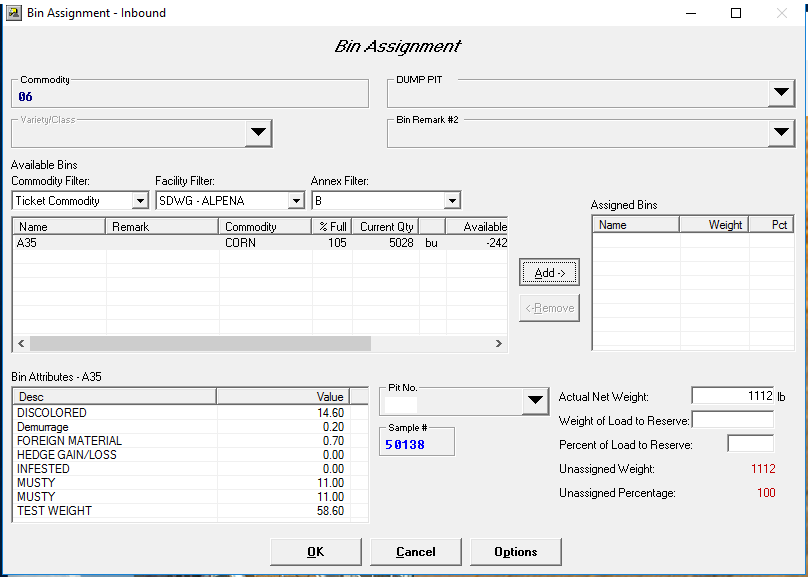 Bin Assignment - Inbound
Bin Assignment
Commodity
06
DUMP PIT
Variety/Class
Bin Remark #2
Available Bins
Commodity Filter: Facility Filter: Annex Filter:
Ticket Commodity SDWG - ALPENA B
Name Remark Commodity % Full Current Qty Available
A35 CORN 105 5028 bu -242
Add ->
<-Remove
Assigned Bins
Name Weight Pct
Bin Attributes - A35
Desc Value
DISCOLORED 14.60
Demurrage 0.20
FOREIGN MATERIAL 0.70
HEDGE GAIN/LOSS 0.00
INFESTED 0.00
MUSTY 11.00
MUSTY 11.00
TEST WEIGHT 58.60
Pit No.
Sample #
50138
Actual Net Weight: 1112 lb
Weight of Load to Reserve:
Percent of Load to Reserve:
Unassigned Weight: 1112
Unassigned Percentage: 100
OK Cancel Options